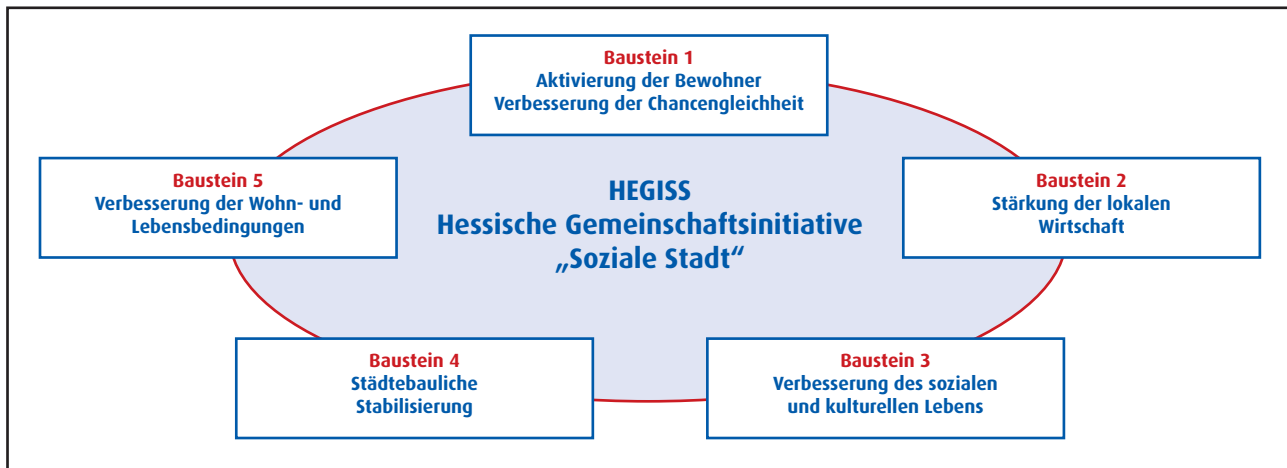 Baustein 1
Aktivierung der Bewohner
Verbesserung der Chancengleichheit
Baustein 5
Verbesserung der Wohn- und
Lebensbedingungen
HEGISS
Hessische Gemeinschaftsinitiative
„Soziale Stadt“
Baustein 2
Stärkung der lokalen
Wirtschaft
Baustein 4
Städtebauliche
Stabilisierung
Baustein 3
Verbesserung des sozialen
und kulturellen Lebens